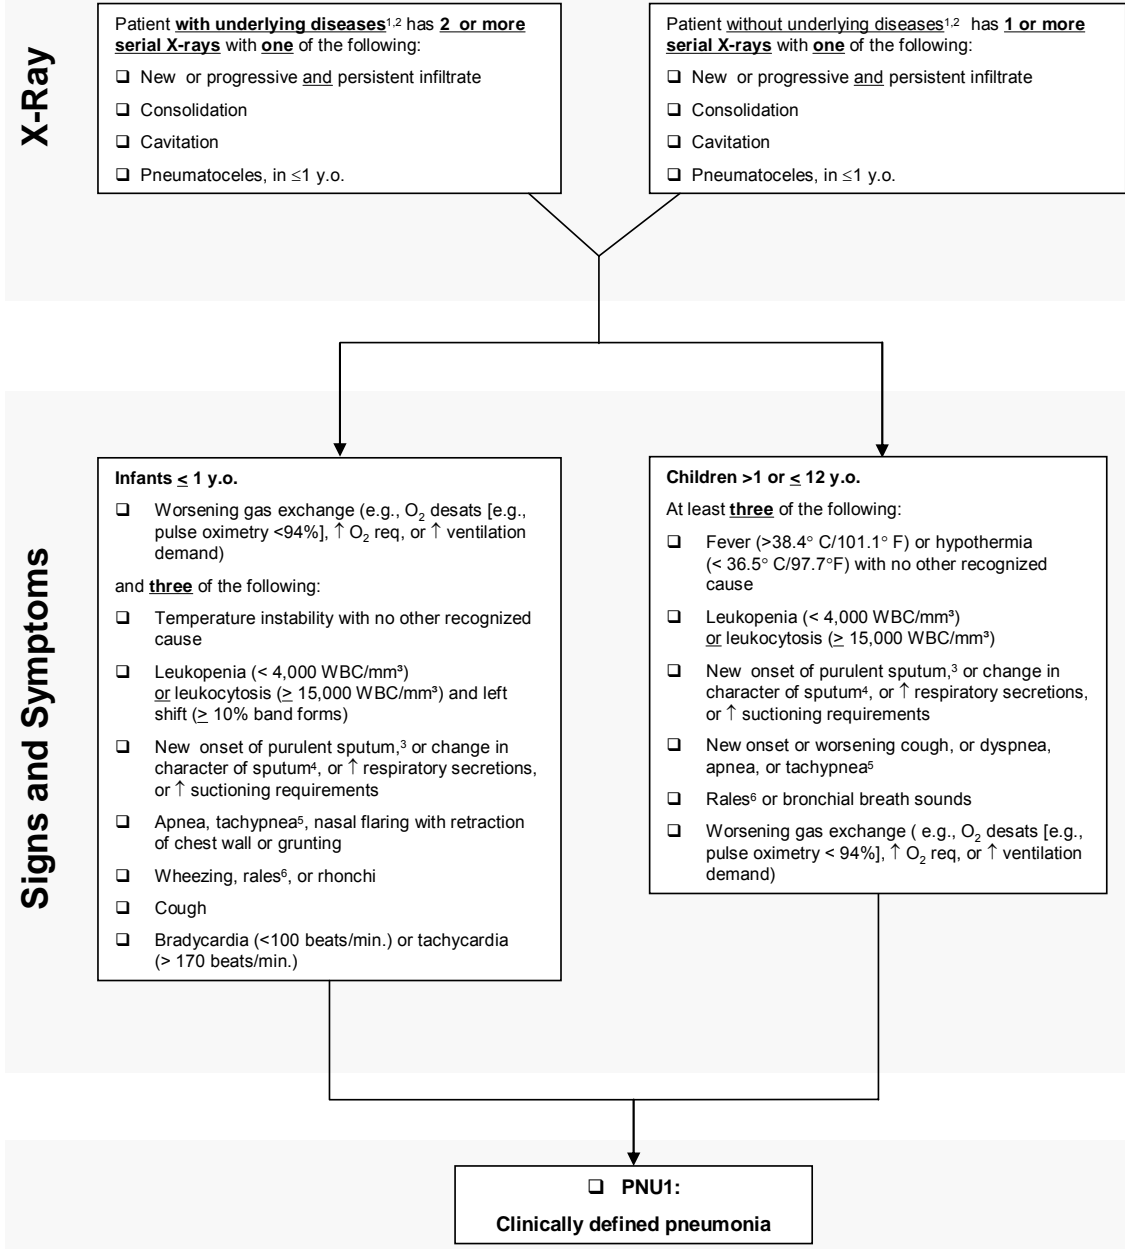 X-Ray
Patient with underlying diseases1,2 has 2 or more
serial X-rays with one of the following:
❑ New or progressive and persistent infiltrate
❑ Consolidation
❑ Cavitation
❑ Pneumatoceles, in ≤1 y.o.
Patient without underlying diseases1,2 has 1 or more
serial X-rays with one of the following:
❑ New or progressive and persistent infiltrate
❑ Consolidation
❑ Cavitation
❑ Pneumatoceles, in ≤1 y.o.
Signs and Symptoms
Infants ≤ 1 y.o.
❑ Worsening gas exchange (e.g., O2 desats [e.g.,
pulse oximetry <94%], ↑ O2 req, or ↑ ventilation
demand)
and three of the following:
❑ Temperature instability with no other recognized
cause
❑ Leukopenia (< 4,000 WBC/mm³)
or leukocytosis (≥ 15,000 WBC/mm³) and left
shift (≥ 10% band forms)
❑ New onset of purulent sputum,3 or change in
character of sputum4, or ↑ respiratory secretions,
or ↑ suctioning requirements
❑ Apnea, tachypnea5, nasal flaring with retraction
of chest wall or grunting
❑ Wheezing, rales6, or rhonchi
❑ Cough
❑ Bradycardia (<100 beats/min.) or tachycardia
(> 170 beats/min.)
Children >1 or ≤ 12 y.o.
At least three of the following:
❑ Fever (>38.4° C/101.1° F) or hypothermia
(< 36.5° C/97.7°F) with no other recognized
cause
❑ Leukopenia (< 4,000 WBC/mm³)
or leukocytosis (≥ 15,000 WBC/mm³)
❑ New onset of purulent sputum,3 or change in
character of sputum4, or ↑ respiratory secretions,
or ↑ suctioning requirements
❑ New onset or worsening cough, or dyspnea,
apnea, or tachypnea5
❑ Rales6 or bronchial breath sounds
❑ Worsening gas exchange ( e.g., O2 desats [e.g.,
pulse oximetry < 94%], ↑ O2 req, or ↑ ventilation
demand)
❑ PNU1:
Clinically defined pneumonia